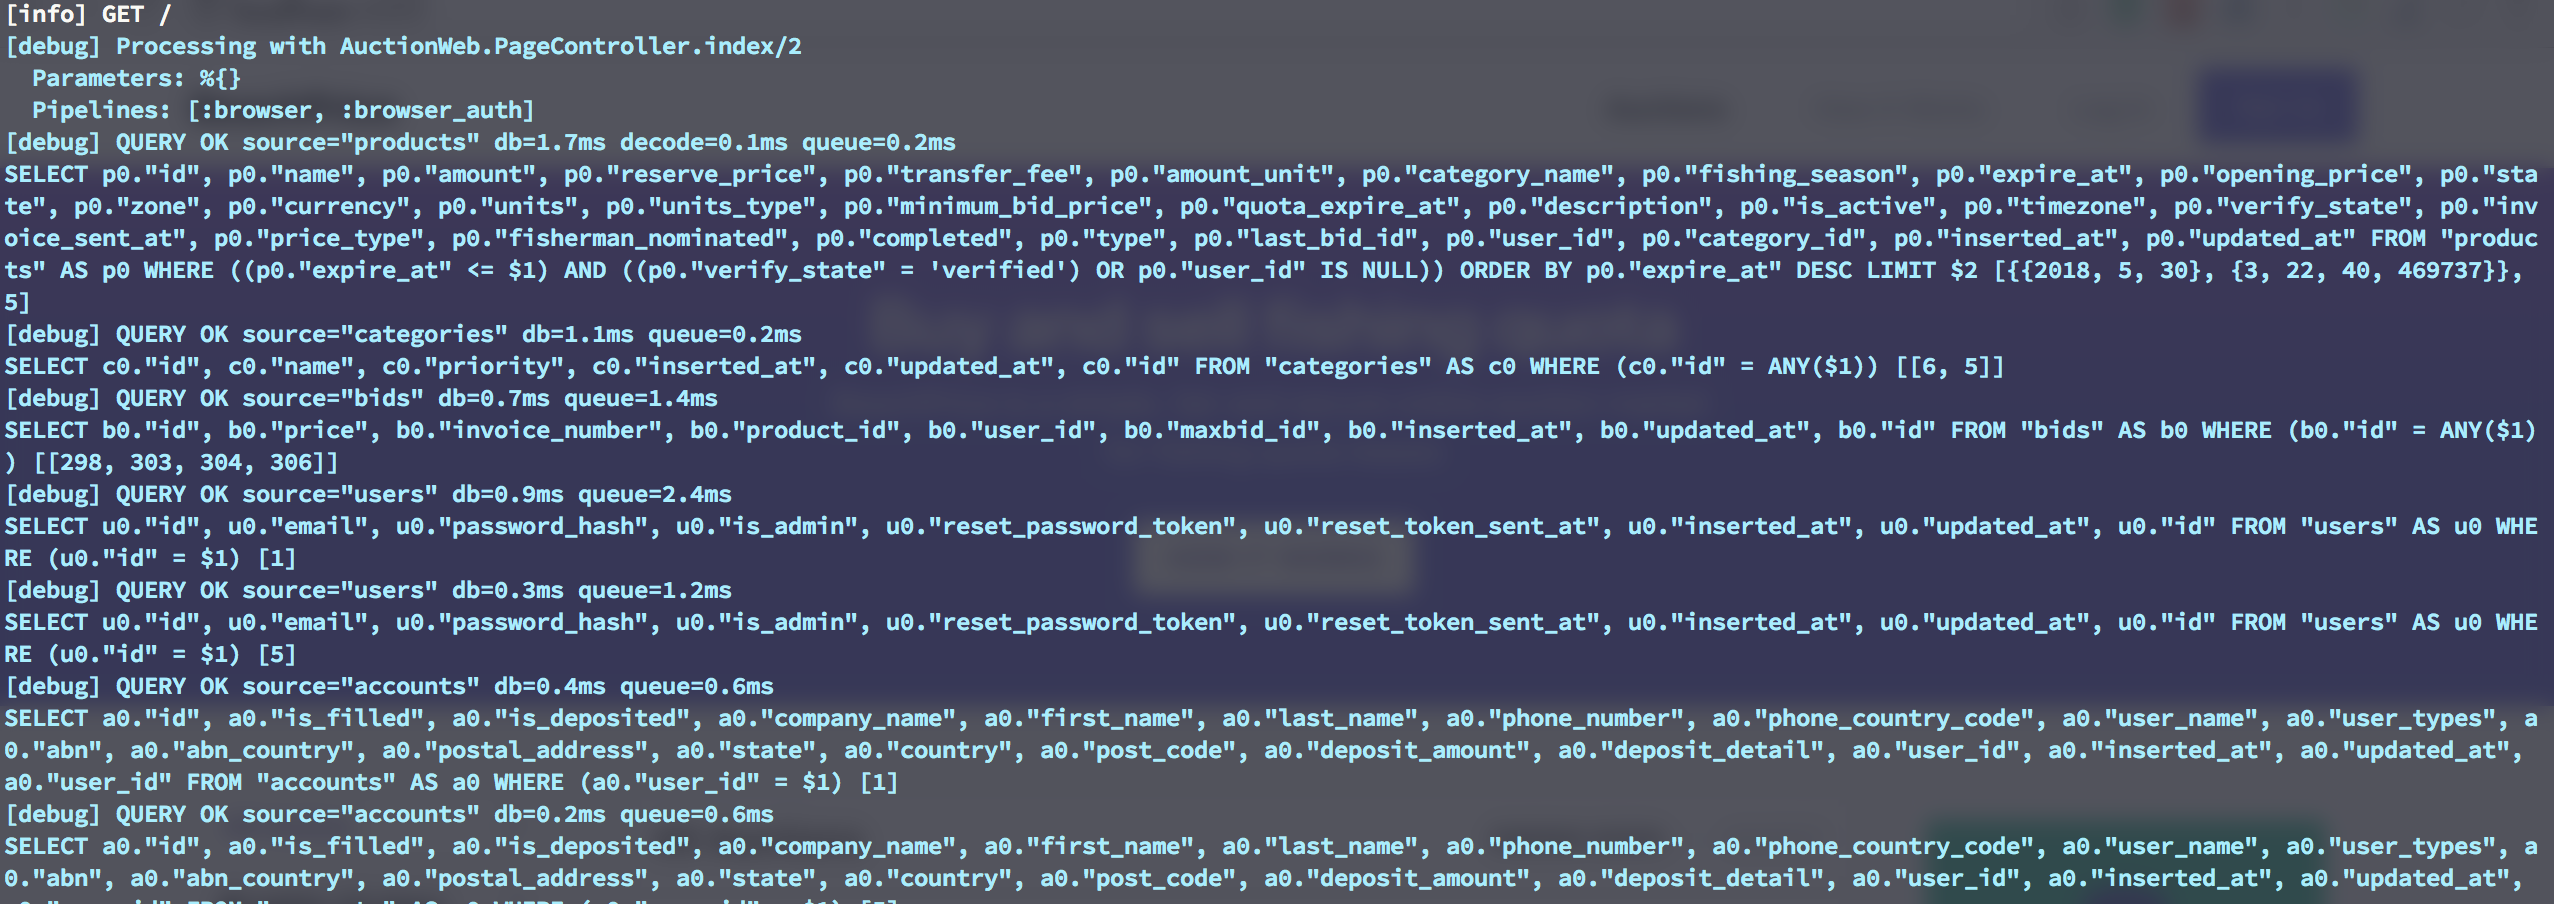 [info] GET /
[debug] Processing with AuctionWeb.PageController.index/2
  Parameters: %{}
  Pipelines: [:browser, :browser_auth]
[debug] QUERY OK source="products" db=1.7ms decode=0.1ms queue=0.2ms
SELECT p0."id", p0."name", p0."amount", p0."reserve_price", p0."transfer_fee", p0."amount_unit", p0."category_name", p0."fishing_season", p0."expire_at", p0."opening_price", p0."sta
te", p0."zone", p0."currency", p0."units", p0."units_type", p0."minimum_bid_price", p0."quota_expire_at", p0."description", p0."is_active", p0."timezone", p0."verify_state", p0."inv
oice_sent_at", p0."price_type", p0."fisherman_nominated", p0."completed", p0."type", p0."last_bid_id", p0."user_id", p0."category_id", p0."inserted_at", p0."updated_at" FROM "produc
ts" AS p0 WHERE ((p0."expire_at" <= $1) AND ((p0."verify_state" = 'verified') OR p0."user_id" IS NULL)) ORDER BY p0."expire_at" DESC LIMIT $2 [{{2018, 5, 30}, {3, 22, 40, 469737}},
5]
[debug] QUERY OK source="categories" db=1.1ms queue=0.2ms
SELECT c0."id", c0."name", c0."priority", c0."inserted_at", c0."updated_at", c0."id" FROM "categories" AS c0 WHERE (c0."id" = ANY($1)) [[6, 5]]
[debug] QUERY OK source="bids" db=0.7ms queue=1.4ms
SELECT b0."id", b0."price", b0."invoice_number", b0."product_id", b0."user_id", b0."maxbid_id", b0."inserted_at", b0."updated_at", b0."id" FROM "bids" AS b0 WHERE (b0."id" = ANY($1)
) [[298, 303, 304, 306]]
[debug] QUERY OK source="users" db=0.9ms queue=2.4ms
SELECT u0."id", u0."email", u0."password_hash", u0."is_admin", u0."reset_password_token", u0."reset_token_sent_at", u0."inserted_at", u0."updated_at", u0."id" FROM "users" AS u0 WHE
RE (u0."id" = $1) [1]
[debug] QUERY OK source="users" db=0.3ms queue=1.2ms
SELECT u0."id", u0."email", u0."password_hash", u0."is_admin", u0."reset_password_token", u0."reset_token_sent_at", u0."inserted_at", u0."updated_at", u0."id" FROM "users" AS u0 WHE
RE (u0."id" = $1) [5]
[debug] QUERY OK source="accounts" db=0.4ms queue=0.6ms
SELECT a0."id", a0."is_filled", a0."is_deposited", a0."company_name", a0."first_name", a0."last_name", a0."phone_number", a0."phone_country_code", a0."user_name", a0."user_types", a
0."abn", a0."abn_country", a0."postal_address", a0."state", a0."country", a0."post_code", a0."deposit_amount", a0."deposit_detail", a0."user_id", a0."inserted_at", a0."updated_at",
a0."user_id" FROM "accounts" AS a0 WHERE (a0."user_id" = $1) [1]
[debug] QUERY OK source="accounts" db=0.2ms queue=0.6ms
SELECT a0."id", a0."is_filled", a0."is_deposited", a0."company_name", a0."first_name", a0."last_name", a0."phone_number", a0."phone_country_code", a0."user_name", a0."user_types", a
0."abn", a0."abn_country", a0."postal_address", a0."state", a0."country", a0."post_code", a0."deposit_amount", a0."deposit_detail", a0."user_id", a0."inserted_at", a0."updated_at",